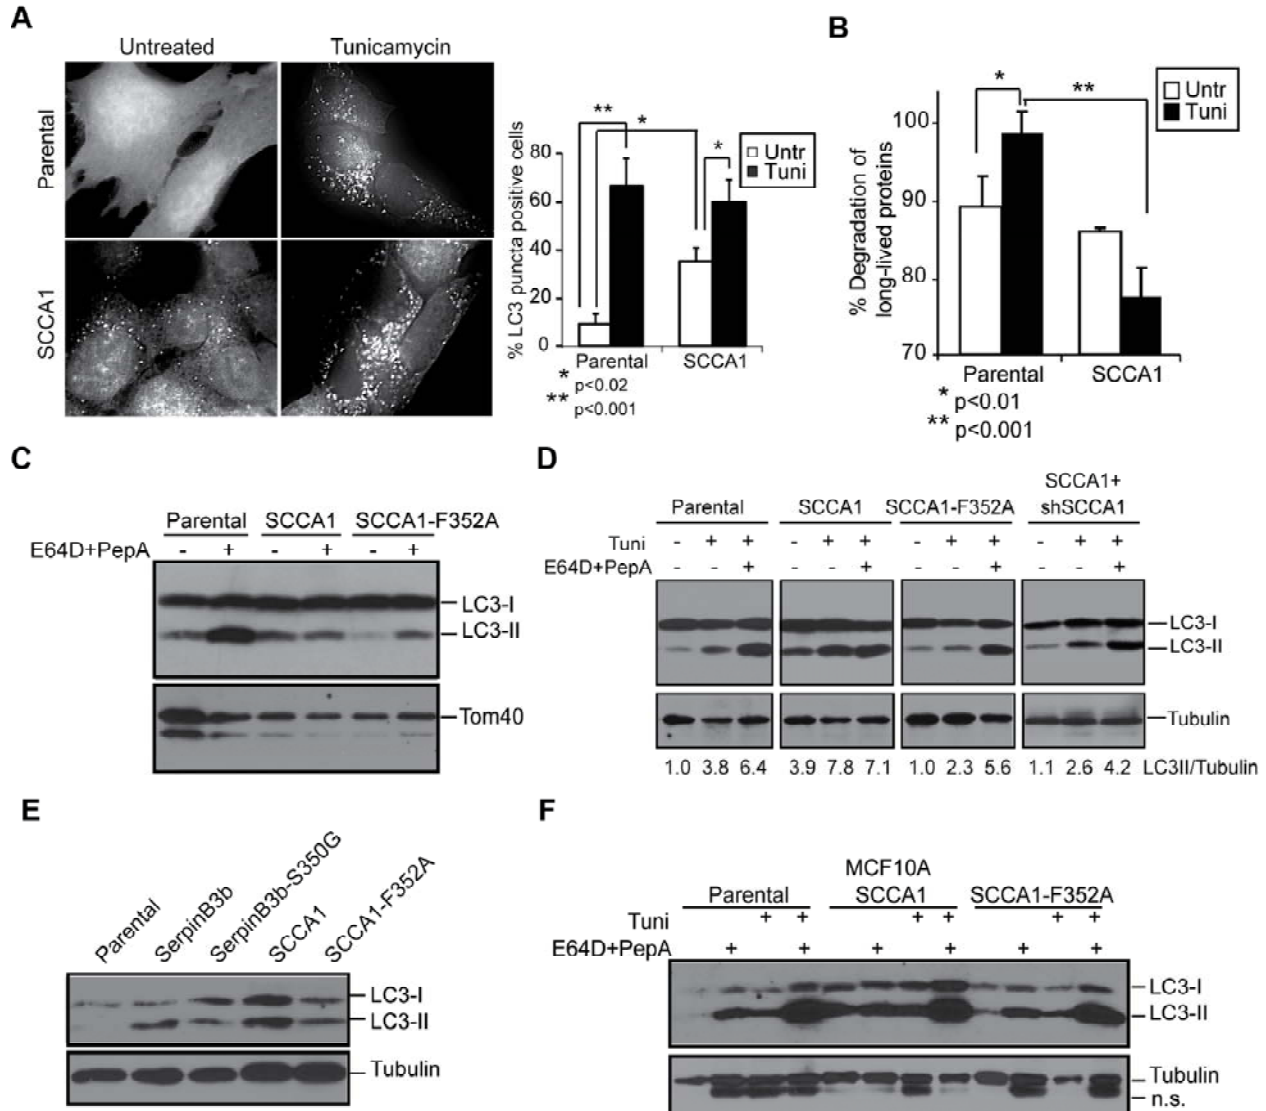 A
Untreated
Tunicamycin
Parental
SCCA1
% LC3 puncta positive cells
80
60
40
20
0
**
*
*
Untr
Tuni
Parental
SCCA1
* p<0.02
** p<0.001
B
% Degradation of
long-lived proteins
100
90
80
70
*
**
Untr
Tuni
Parental
SCCA1
* p<0.01
** p<0.001
C
Parental SCCA1 SCCA1-F352A
E64D+PepA - + - + - +
LC3-I
LC3-II
Tom40
D
Parental SCCA1 SCCA1-F352A SCCA1+
shSCCA1
Tuni - + + - + + - + + - + +
E64D+PepA - - + - - + - - + - - +
LC3-I
LC3-II
Tubulin
1.0 3.8 6.4 3.9 7.8 7.1 1.0 2.3 5.6 1.1 2.6 4.2 LC3II/Tubulin
E
Parental
SerpinB3b
SerpinB3b-S350G
SCCA1
SCCA1-F352A
LC3-I
LC3-II
Tubulin
F
MCF10A
Parental SCCA1 SCCA1-F352A
Tuni + + + + + +
E64D+PepA + + + + + +
LC3-I
LC3-II
Tubulin
n.s.